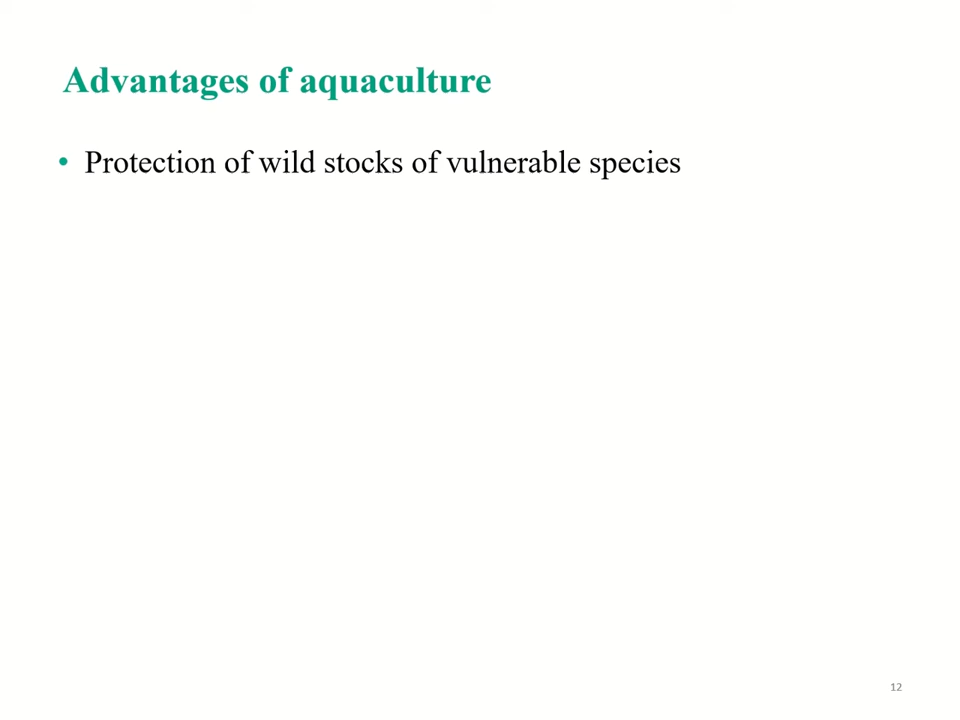 Advantages of aquaculture
• Protection of wild stocks of vulnerable species
12